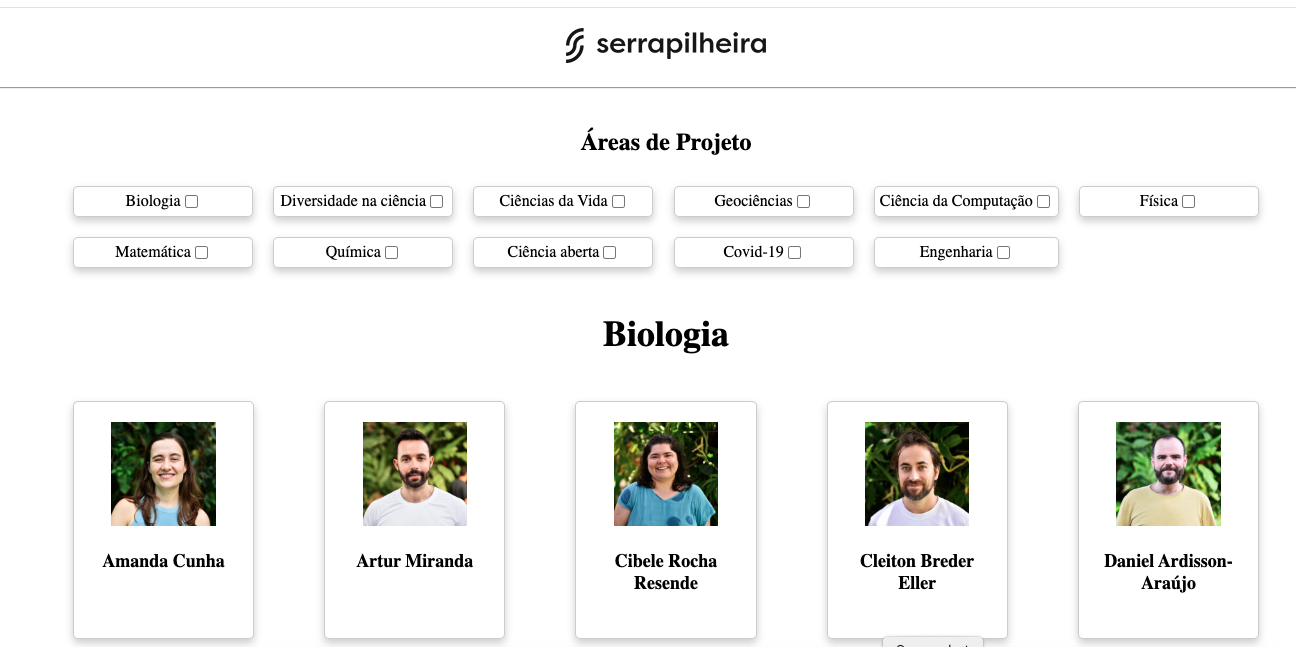 serrapilheira
Áreas de Projeto
Biologia
Diversidade na ciência
Ciências da Vida
Geociências
Ciência da Computação
Física
Matemática
Química
Ciência aberta
Covid-19
Engenharia
Biologia
Amanda Cunha
Artur Miranda
Cibele Rocha
Resende
Cleiton Breder
Eller
Daniel Ardisson-
Araújo